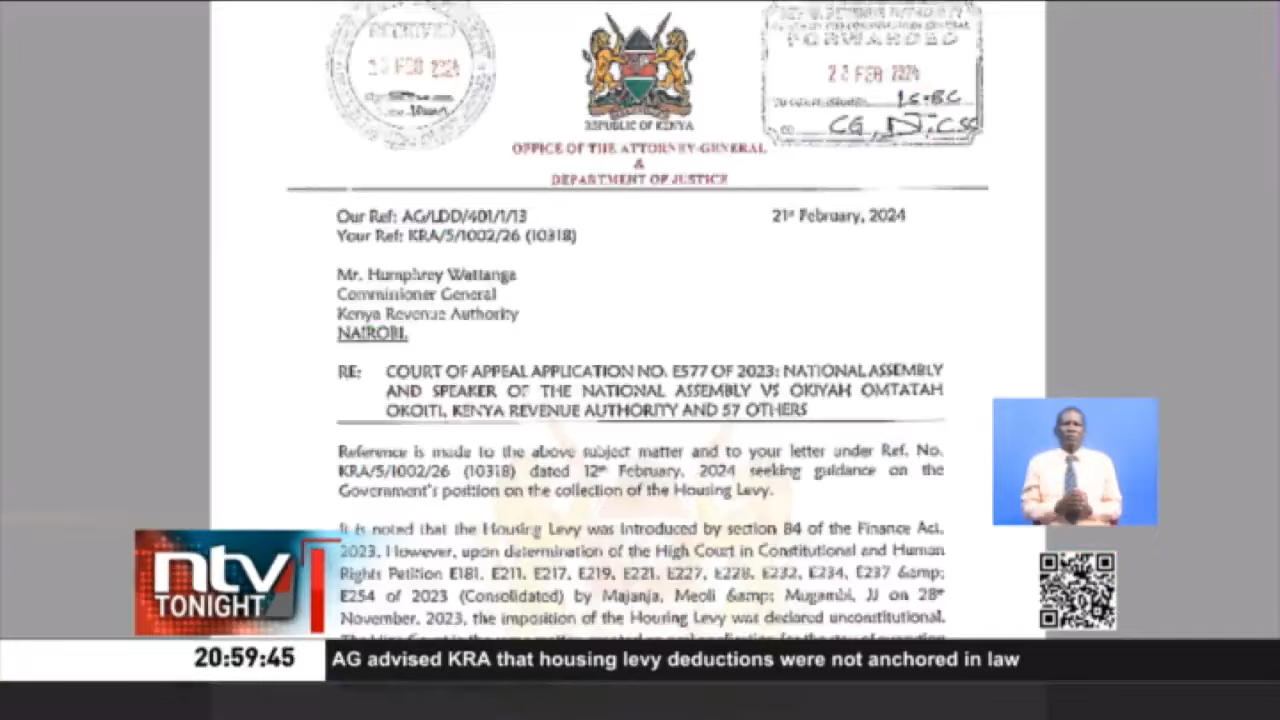 RECEIVED
FEB 2024
FORWARDED
23 FEB 2024
LS&BC
CG, DT, CSS
REPUBLIC OF KENYA
OFFICE OF THE ATTORNEY-GENERAL
&
DEPARTMENT OF JUSTICE
Our Ref: AG/LDD/401/1/13
21st February, 2024
Your Ref: KRA/5/1002/26 (10318)
Mr. Humphrey Wattanga
Commissioner General
Kenya Revenue Authority
NAIROBI.
RE: COURT OF APPEAL APPLICATION NO. E577 OF 2023: NATIONAL ASSEMBLY
AND SPEAKER OF THE NATIONAL ASSEMBLY VS OKIYAH OMTATAH
OKOITI, KENYA REVENUE AUTHORITY AND 57 OTHERS
Reference is made to the above subject matter and to your letter under Ref. No.
KRA/5/1002/26 (10318) dated 12th February, 2024 seeking guidance on the
Government's position on the collection of the Housing Levy.
It is noted that the Housing Levy was introduced by section 84 of the Finance Act,
2023. However, upon determination of the High Court in Constitutional and Human
Rights Petition E181, E211, E217, E219, E221, E227, E228, E232, E234, E237 &amp;
E254 of 2023 (Consolidated) by Majanja, Meoli &amp; Mugambi, JJ on 28th
November, 2023, the imposition of the Housing Levy was declared unconstitutional.
ntv
TONIGHT
20:59:45
AG advised KRA that housing levy deductions were not anchored in law